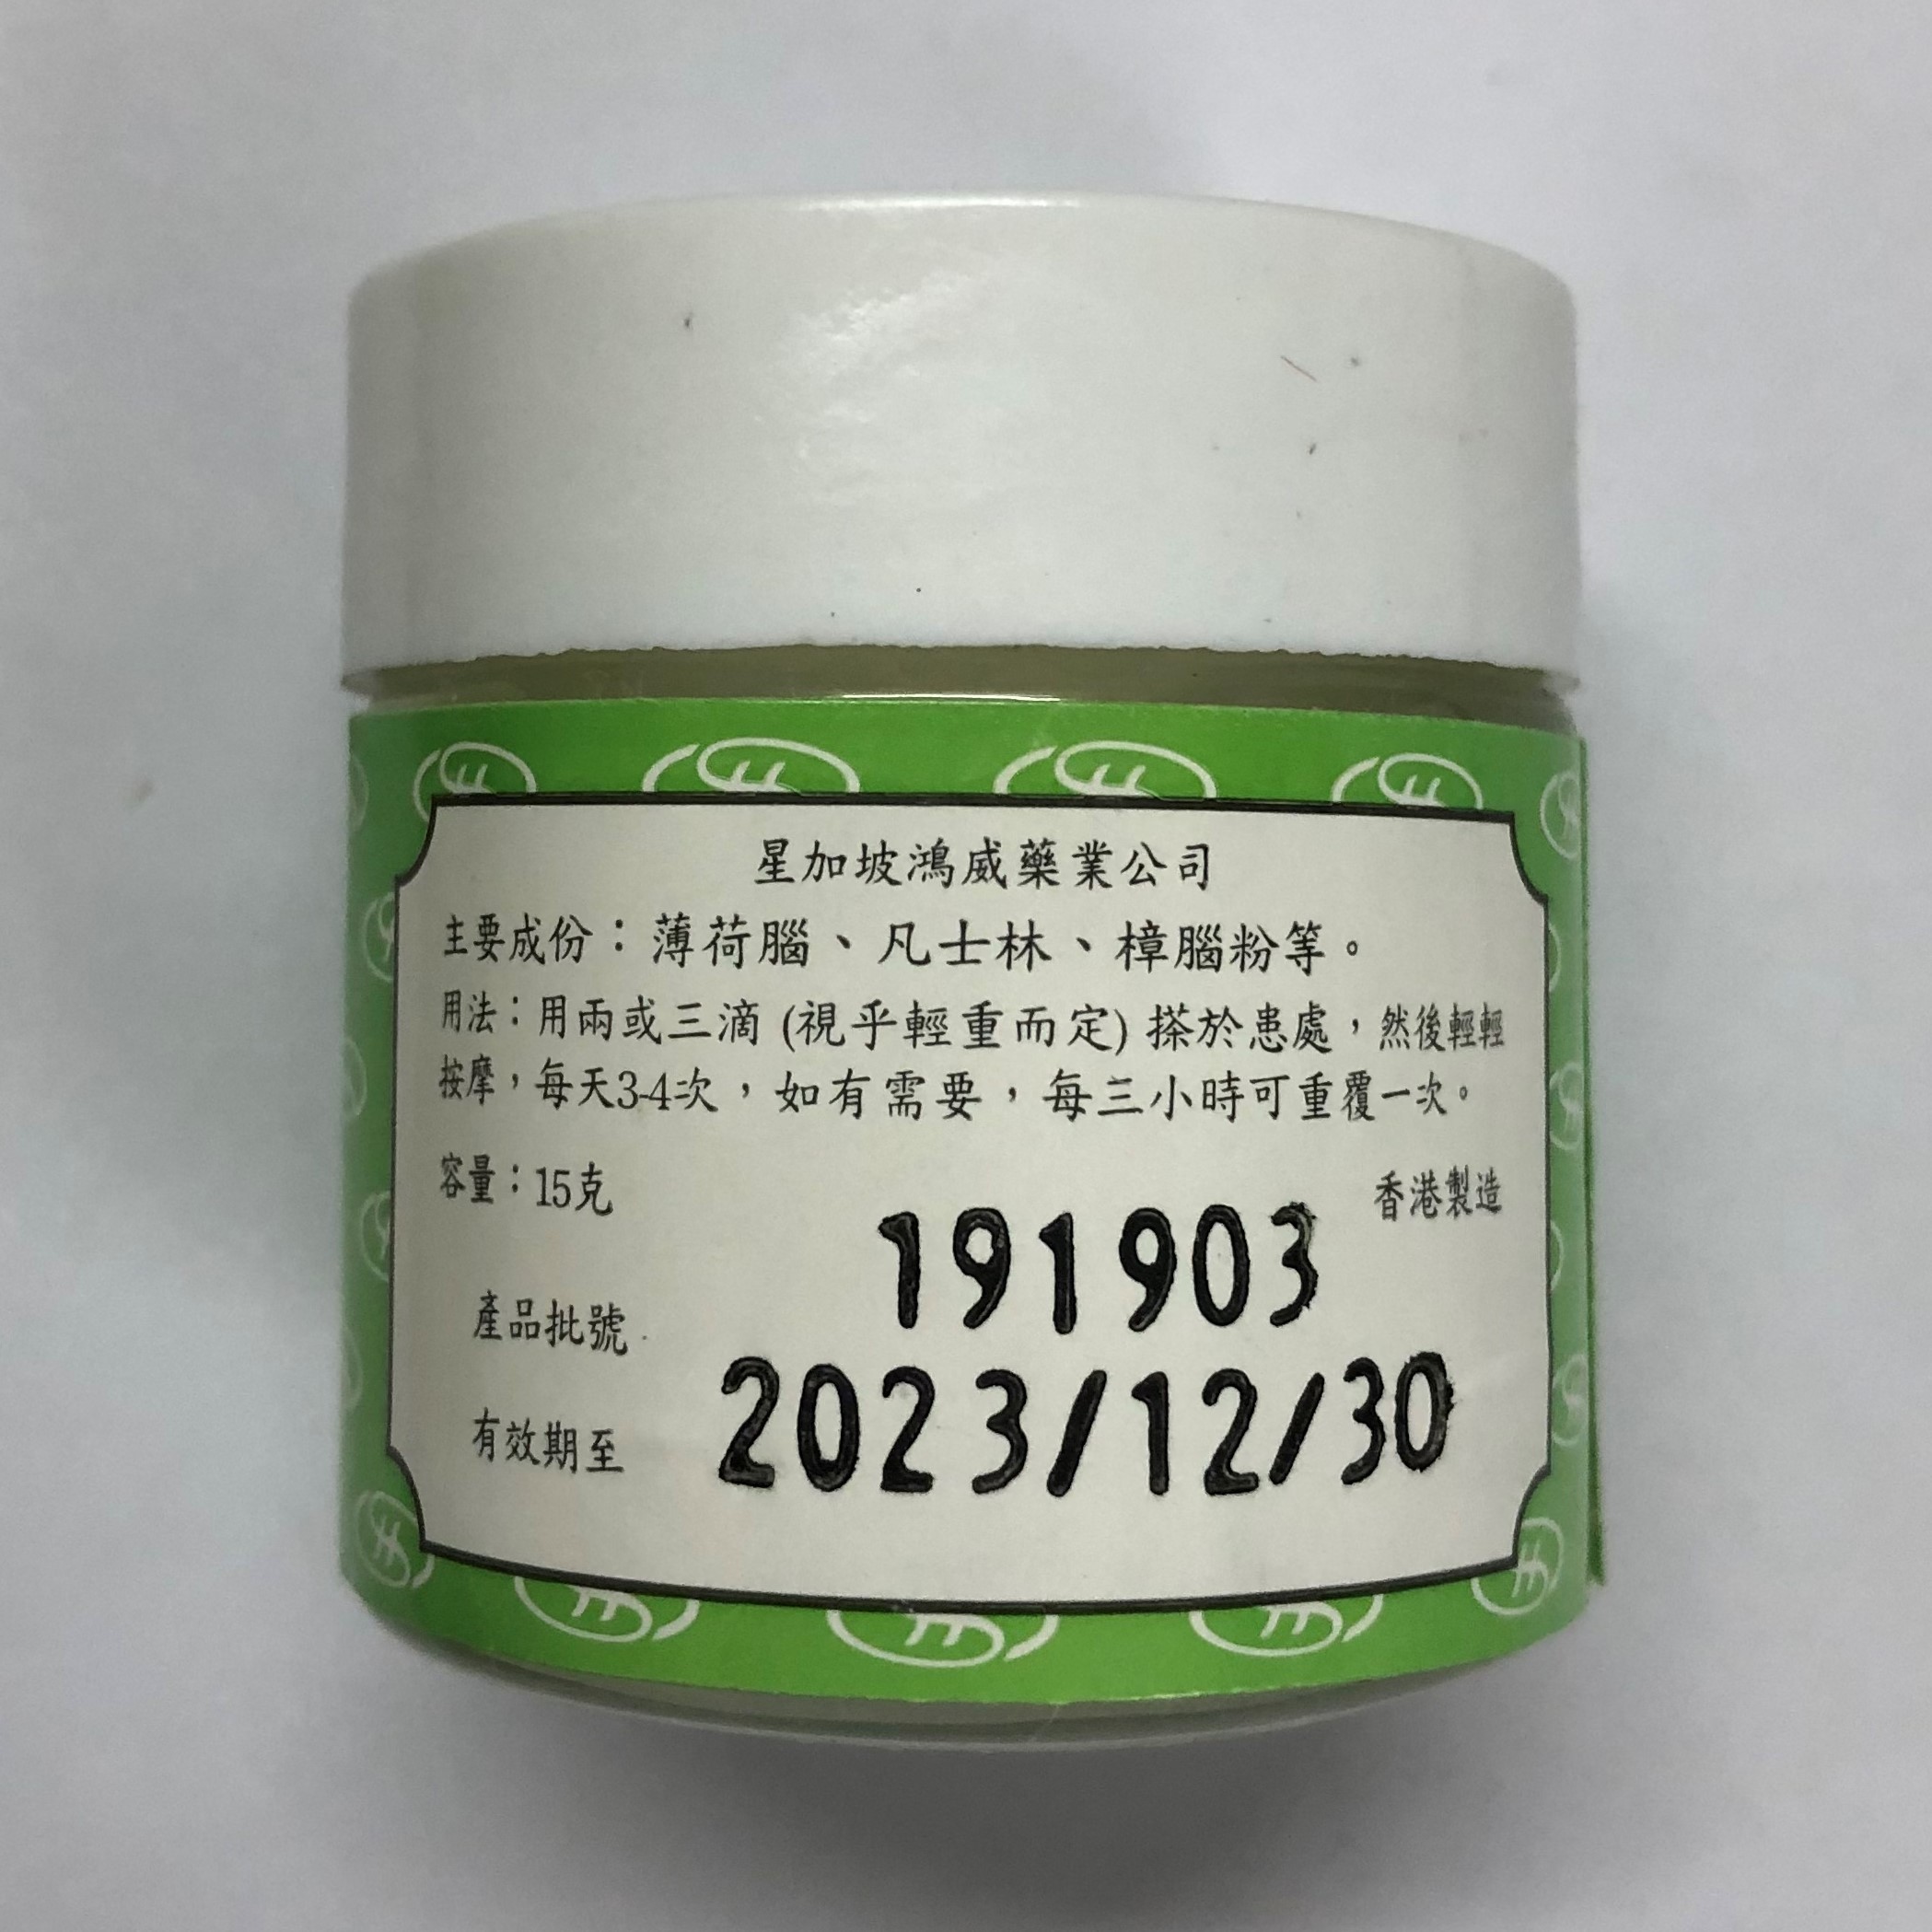 星加坡鴻威藥業公司
主要成份：薄荷腦、凡士林、樟腦粉等。
用法：用兩或三滴 (視乎輕重而定) 搽於患處，然後輕輕
按摩，每天3-4次，如有需要，每三小時可重覆一次。
容量：15克
香港製造
產品批號 191903
有效期至 2023/12/30